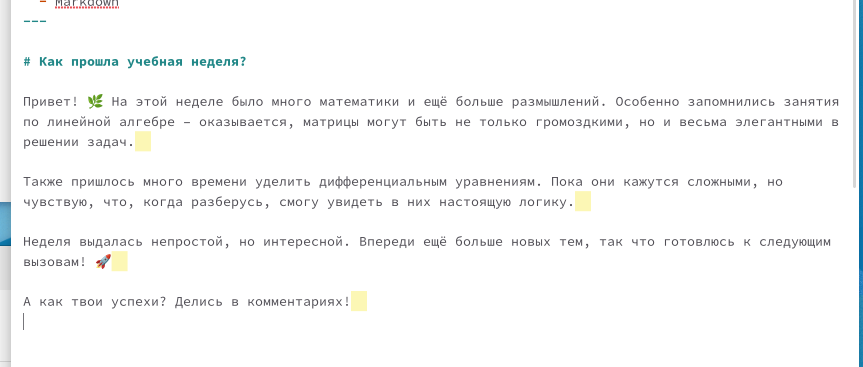 - Markdown
---
# Как прошла учебная неделя?
Привет! 🌿 На этой неделе было много математики и ещё больше размышлений. Особенно запомнились занятия
по линейной алгебре – оказывается, матрицы могут быть не только громоздкими, но и весьма элегантными в
решении задач.
Также пришлось много времени уделить дифференциальным уравнениям. Пока они кажутся сложными, но
чувствую, что, когда разберусь, смогу увидеть в них настоящую логику.
Неделя выдалась непростой, но интересной. Впереди ещё больше новых тем, так что готовлюсь к следующим
вызовам! 🚀
А как твои успехи? Делись в комментариях!